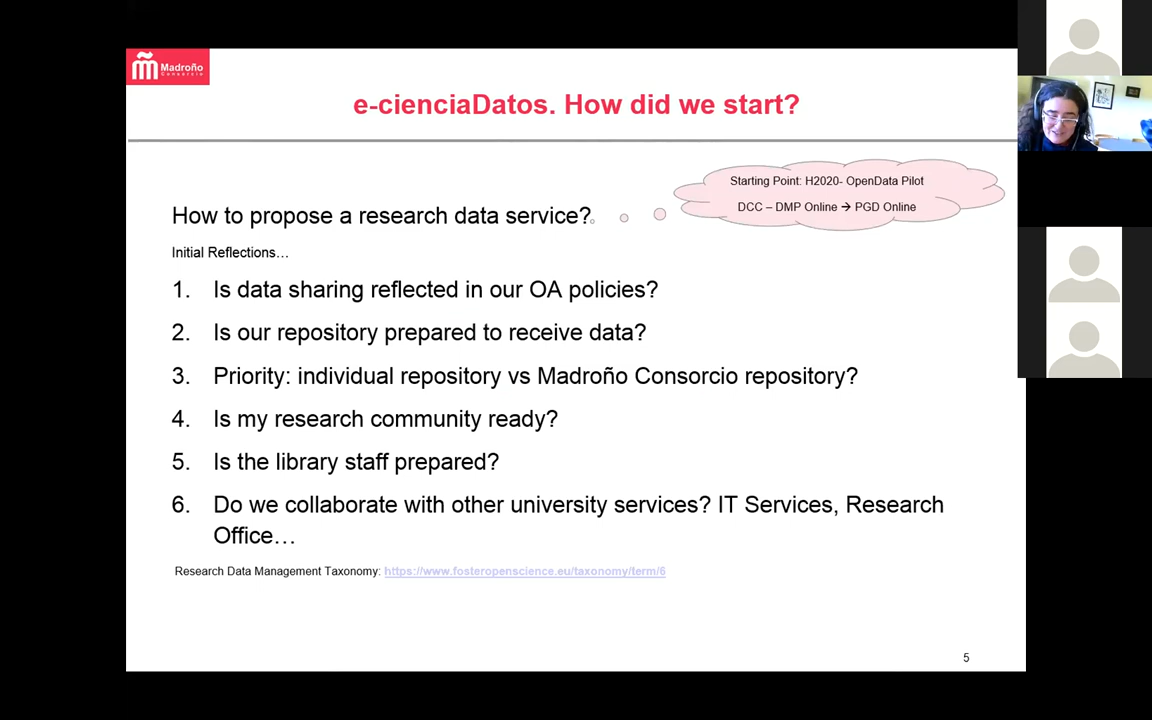 Madroño
Consorcio
e-cienciaDatos. How did we start?
Starting Point: H2020- OpenData Pilot
DCC – DMP Online → PGD Online
How to propose a research data service?
Initial Reflections…
1. Is data sharing reflected in our OA policies?
2. Is our repository prepared to receive data?
3. Priority: individual repository vs Madroño Consorcio repository?
4. Is my research community ready?
5. Is the library staff prepared?
6. Do we collaborate with other university services? IT Services, Research
Office…
Research Data Management Taxonomy: https://www.fosteropenscience.eu/taxonomy/term/6
5